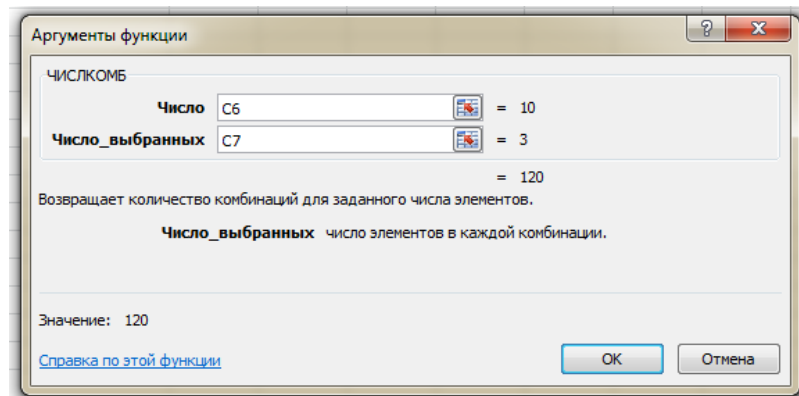 Аргументы функции
ЧИСЛКОМБ
Число C6 = 10
Число_выбранных C7 = 3
= 120
Возвращает количество комбинаций для заданного числа элементов.
Число_выбранных число элементов в каждой комбинации.
Значение: 120
Справка по этой функции ОК Отмена